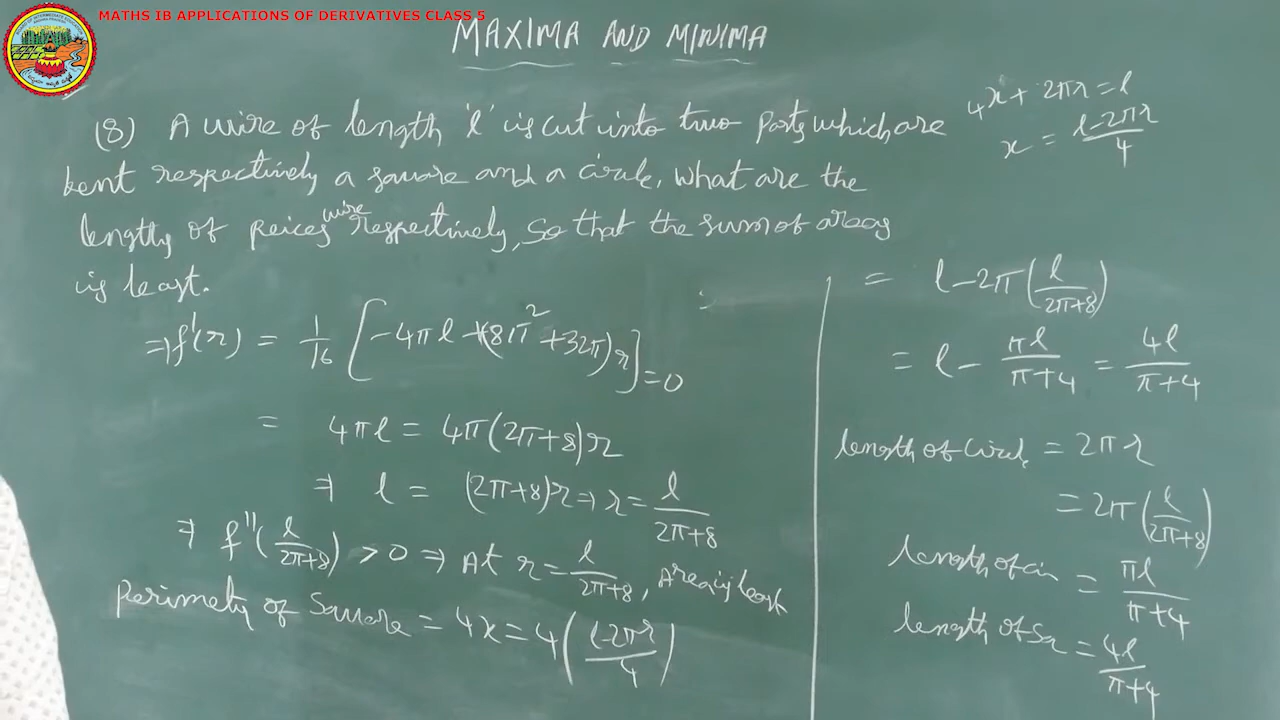 MATHS IB APPLICATIONS OF DERIVATIVES CLASS 5
MAXIMA AND MINIMA
4x + 2πr = l
x = (l-2πr)/4
(8) A wire of length 'l' is cut into two parts which are
bent respectively a square and a circle. What are the
length of peices wire respectively, so that the sum of areas
is least.
⇒ f'(r) = 1/16 [-4πl + (8π² + 32π) r] = 0
= 4πl = 4π(2π+8)r
⇒ l = (2π+8)r ⇒ r = l/(2π+8)
⇒ f''(l/(2π+8)) > 0 ⇒ At r = l/(2π+8), Area is least
Perimety of Square = 4x = 4((l-2πr)/4)
= l-2π(l/(2π+8))
= l - πl/(π+4) = 4l/(π+4)
length of Circle = 2πr
= 2π(l/(2π+8))
length of cir = πl/(π+4)
length of Sq = 4l/(π+4)